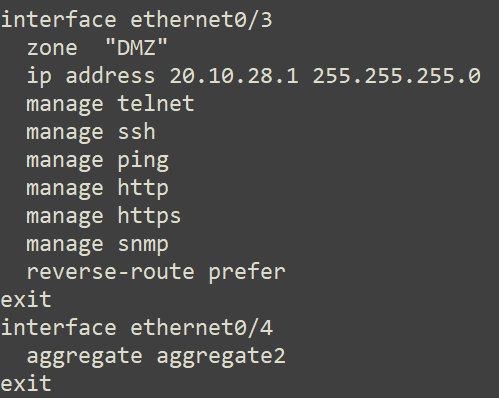 interface ethernet0/3
  zone  "DMZ"
  ip address 20.10.28.1 255.255.255.0
  manage telnet
  manage ssh
  manage ping
  manage http
  manage https
  manage snmp
  reverse-route prefer
exit
interface ethernet0/4
  aggregate aggregate2
exit